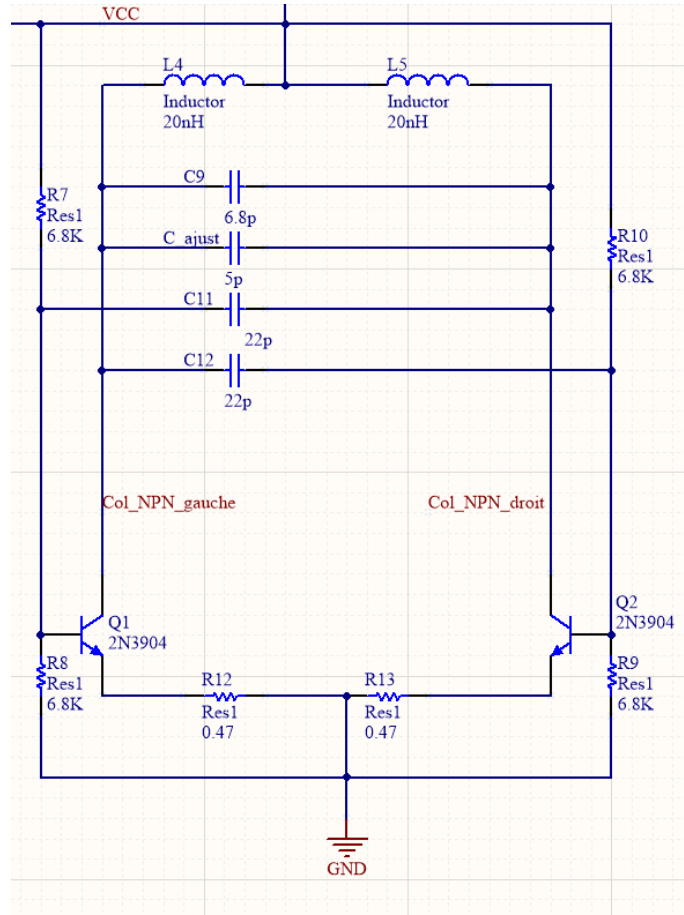 VCC
L4
Inductor
20nH
L5
Inductor
20nH
C9
6.8p
R7
Res1
6.8K
C_ajust
5p
R10
Res1
6.8K
C11
22p
C12
22p
Col_NPN_gauche
Col_NPN_droit
Q1
2N3904
Q2
2N3904
R8
Res1
6.8K
R12
Res1
0.47
R13
Res1
0.47
R9
Res1
6.8K
GND